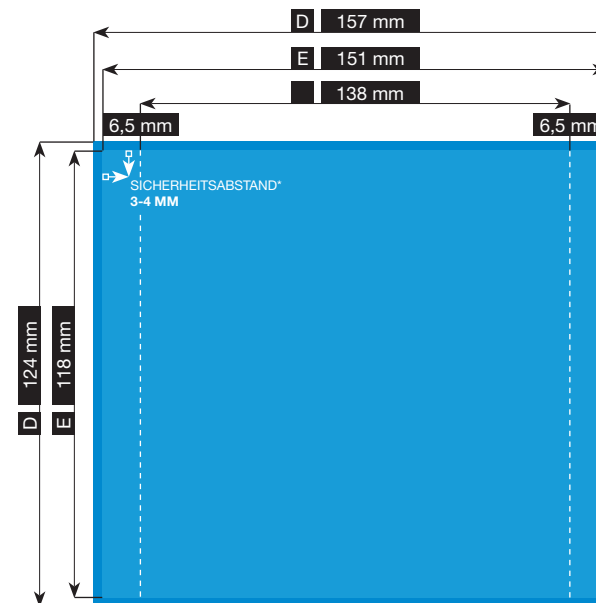 D 157 mm
E 151 mm
138 mm
6,5 mm 6,5 mm
SICHERHEITSABSTAND*
3-4 MM
D 124 mm
E 118 mm